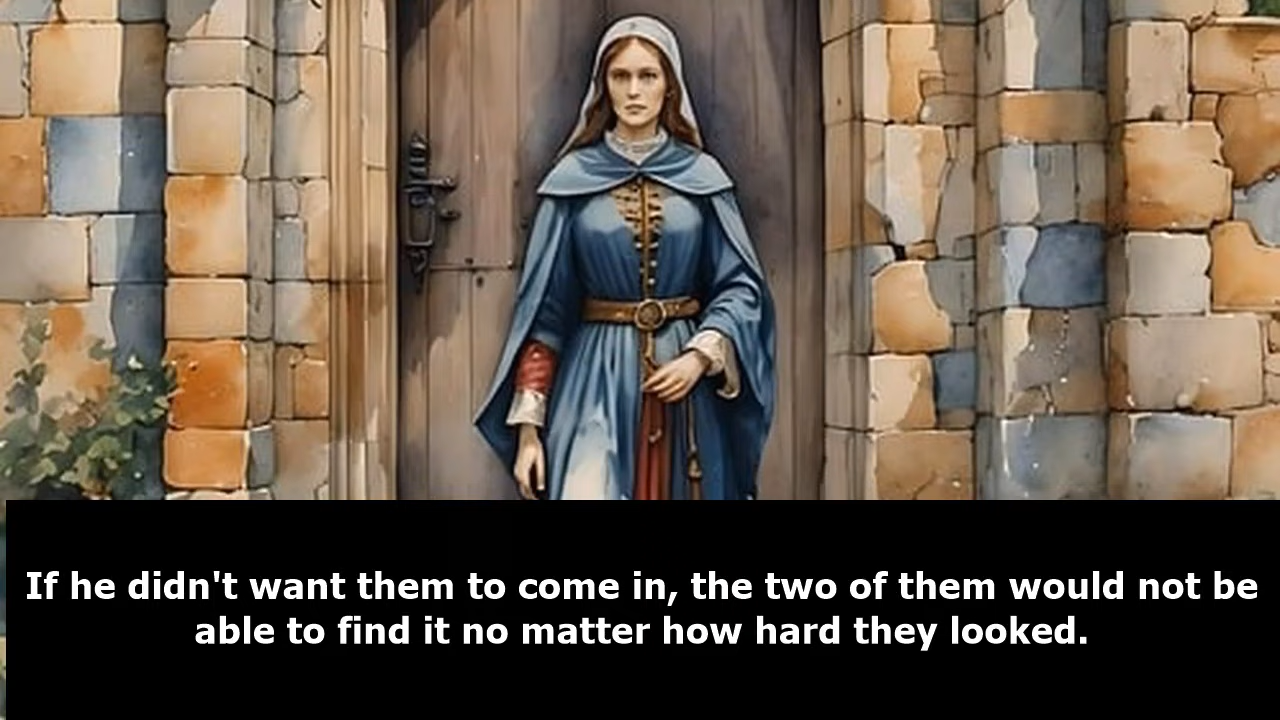 If he didn't want them to come in, the two of them would not be
able to find it no matter how hard they looked.